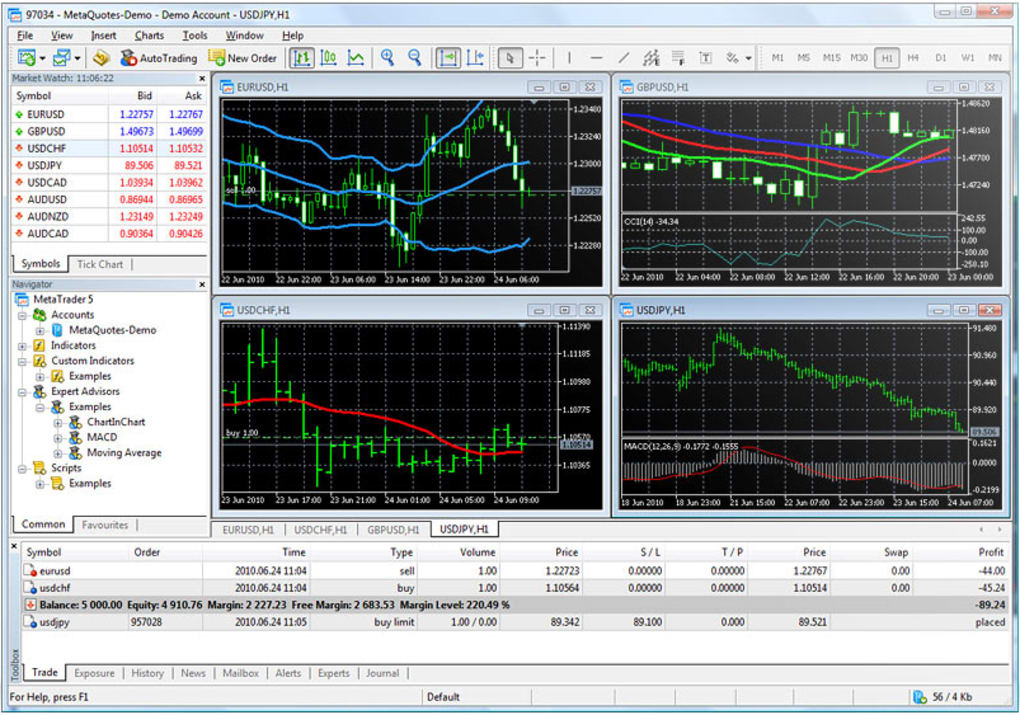 97034 - MetaQuotes-Demo - Demo Account - USDJPY,H1
File View Insert Charts Tools Window Help
AutoTrading New Order M1 M5 M15 M30 H1 H4 D1 W1 MN
Market Watch: 11:06:22
Symbol Bid Ask
EURUSD 1.22757 1.22767
GBPUSD 1.49673 1.49699
USDCHF 1.10514 1.10532
USDJPY 89.506 89.521
USDCAD 1.03934 1.03962
AUDUSD 0.86944 0.86965
AUDNZD 1.23149 1.23249
AUDCAD 0.90364 0.90426
Symbols Tick Chart
Navigator
MetaTrader 5
Accounts
MetaQuotes-Demo
Indicators
Custom Indicators
Examples
Expert Advisors
Examples
ChartInChart
MACD
Moving Average
Scripts
Examples
Common Favourites
EURUSD,H1
1.23400
1.23240
1.23000
1.22757
1.22520
1.22280
sell 1.00
22 Jun 2010 22 Jun 22:00 23 Jun 06:00 23 Jun 14:00 23 Jun 22:00 24 Jun 06:00
GBPUSD,H1
1.48620
1.48160
1.47700
1.47240
CCI(14) -34.34
242.55
100.00
0.00
-100.00
-250.10
22 Jun 2010 22 Jun 04:00 22 Jun 08:00 22 Jun 12:00 22 Jun 16:00 22 Jun 20:00 23 Jun 00:00
USDCHF,H1
1.11390
1.11185
1.10980
1.10775
1.10570
1.10514
1.10365
buy 1.00
23 Jun 2010 23 Jun 17:00 23 Jun 21:00 24 Jun 01:00 24 Jun 05:00 24 Jun 09:00
USDJPY,H1
91.480
90.960
90.440
89.920
89.506
MACD(12,26,9) -0.1772 -0.1555
0.1621
0.0000
-0.2199
18 Jun 2010 18 Jun 23:00 21 Jun 15:00 22 Jun 07:00 22 Jun 23:00 23 Jun 15:00 24 Jun 07:00
EURUSD,H1 USDCHF,H1 GBPUSD,H1 USDJPY,H1
Symbol Order Time Type Volume Price S / L T / P Price Swap Profit
eurusd 2010.06.24 11:04 sell 1.00 1.22723 0.00000 0.00000 1.22767 0.00 -44.00
usdchf 2010.06.24 11:04 buy 1.00 1.10564 0.00000 0.00000 1.10514 0.00 -45.24
Balance: 5 000.00 Equity: 4 910.76 Margin: 2 227.23 Free Margin: 2 683.53 Margin Level: 220.49 % -89.24
usdjpy 957028 2010.06.24 11:05 buy limit 1.00 / 0.00 89.342 89.100 0.000 89.521 placed
Toolbox
Trade Exposure History News Mailbox Alerts Experts Journal
For Help, press F1 Default 56 / 4 Kb